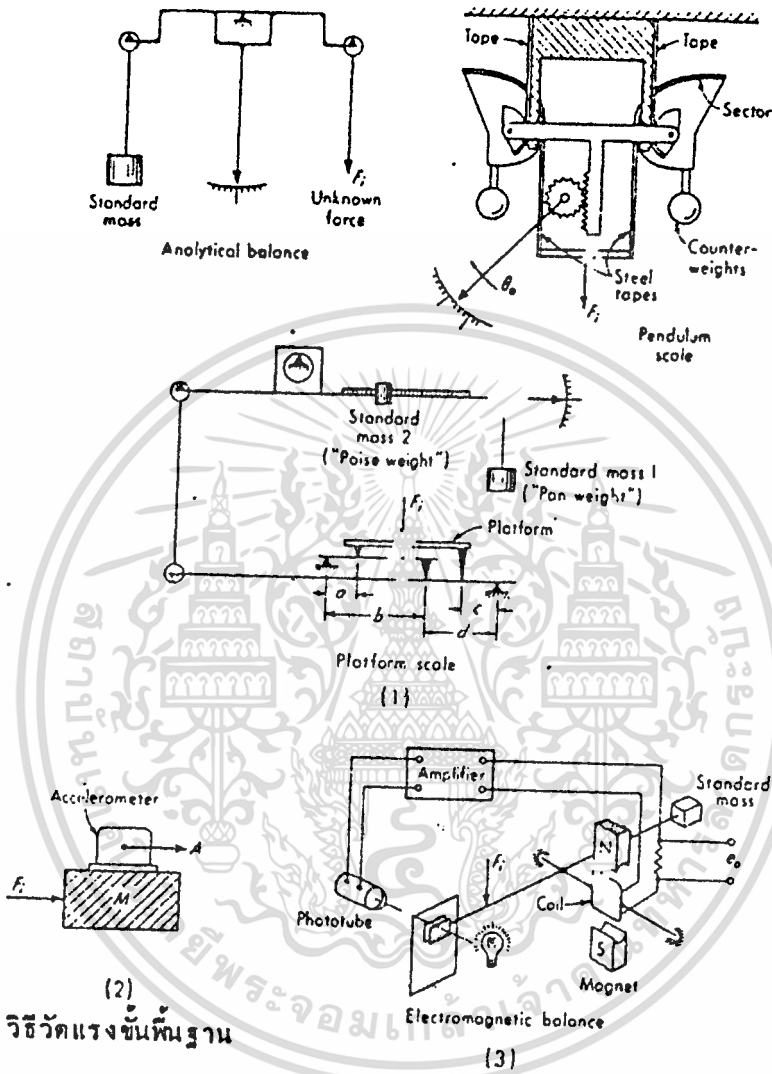 Tape
Tape
Sector
Standard
mass
Fi
Unknown
force
Analytical balance
Counter-
weights
Steel
tapes
θo
Fi
Pendulum
scale
Standard
mass 2
("Poise weight")
Standard mass 1
("Pan weight")
Fi
Platform
a
b
c
d
Platform scale
(1)
Accelerometer
A
Fi
M
(2)
Amplifier
Standard
mass
Fi
N
eo
Phototube
Coil
S
Magnet
Electromagnetic balance
(3)
วิธีวัดแรงขั้นพื้นฐาน